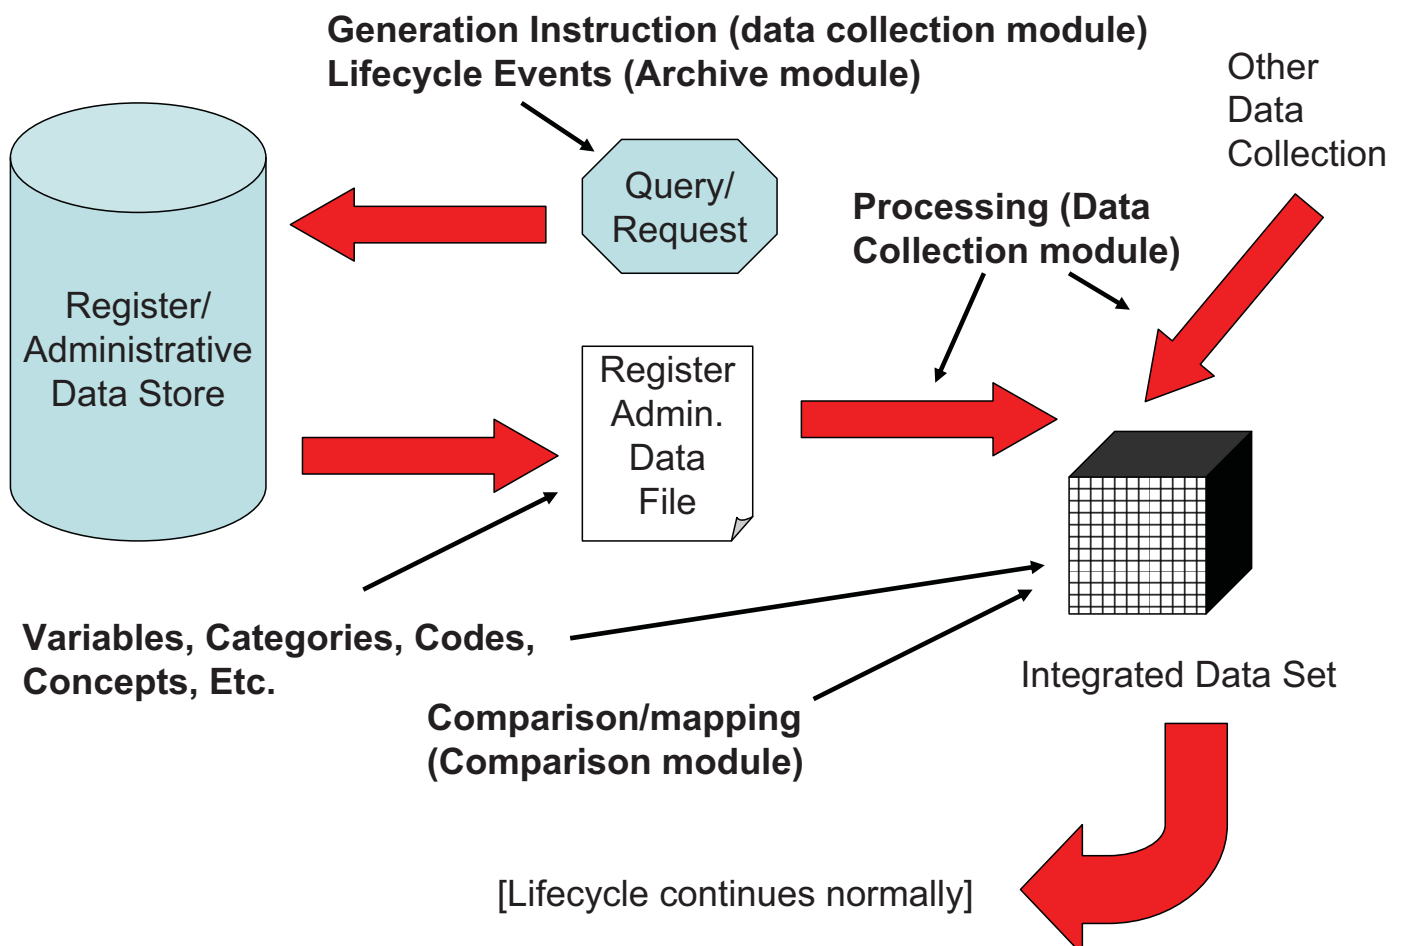 Generation Instruction (data collection module)
Lifecycle Events (Archive module)
Other
Data
Collection
Query/
Request
Processing (Data
Collection module)
Register/
Administrative
Data Store
Register
Admin.
Data
File
Variables, Categories, Codes,
Concepts, Etc.
Integrated Data Set
Comparison/mapping
(Comparison module)
[Lifecycle continues normally]